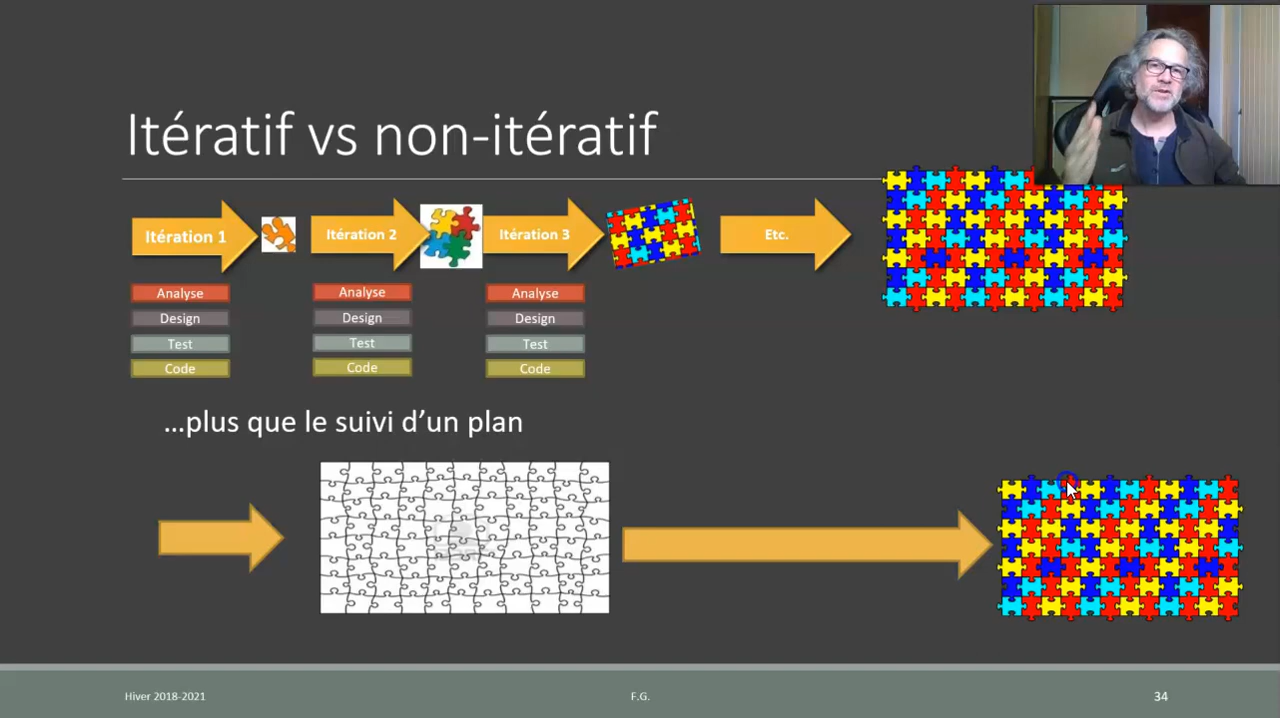 Itératif vs non-itératif
Itération 1
Itération 2
Itération 3
Etc.
Analyse
Design
Test
Code
Analyse
Design
Test
Code
Analyse
Design
Test
Code
...plus que le suivi d'un plan
Hiver 2018-2021
F.G.
34